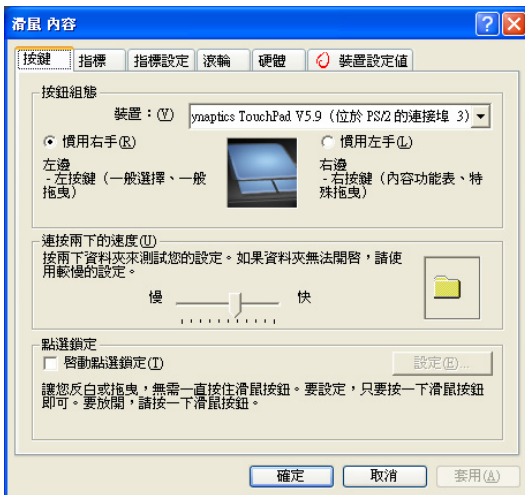 滑鼠 內容
按鍵 指標 指標設定 滾輪 硬體 裝置設定值
按鈕組態
裝置：(V) ynaptics TouchPad V5.9 (位於 PS/2 的連接埠 3)
慣用右手(R) 慣用左手(L)
左邊
- 左按鍵（一般選擇、一般
拖曳）
右邊
- 右按鍵（內容功能表、特
殊拖曳）
連按兩下的速度(U)
按兩下資料夾來測試您的設定。如果資料夾無法開啓，請使
用較慢的設定。
慢 快
點選鎖定
啓動點選鎖定(T) 設定(E)...
讓您反白或拖曳，無需一直按住滑鼠按鈕。要設定，只要按一下滑鼠按鈕
即可。要放開，請按一下滑鼠按鈕。
確定 取消 套用(A)